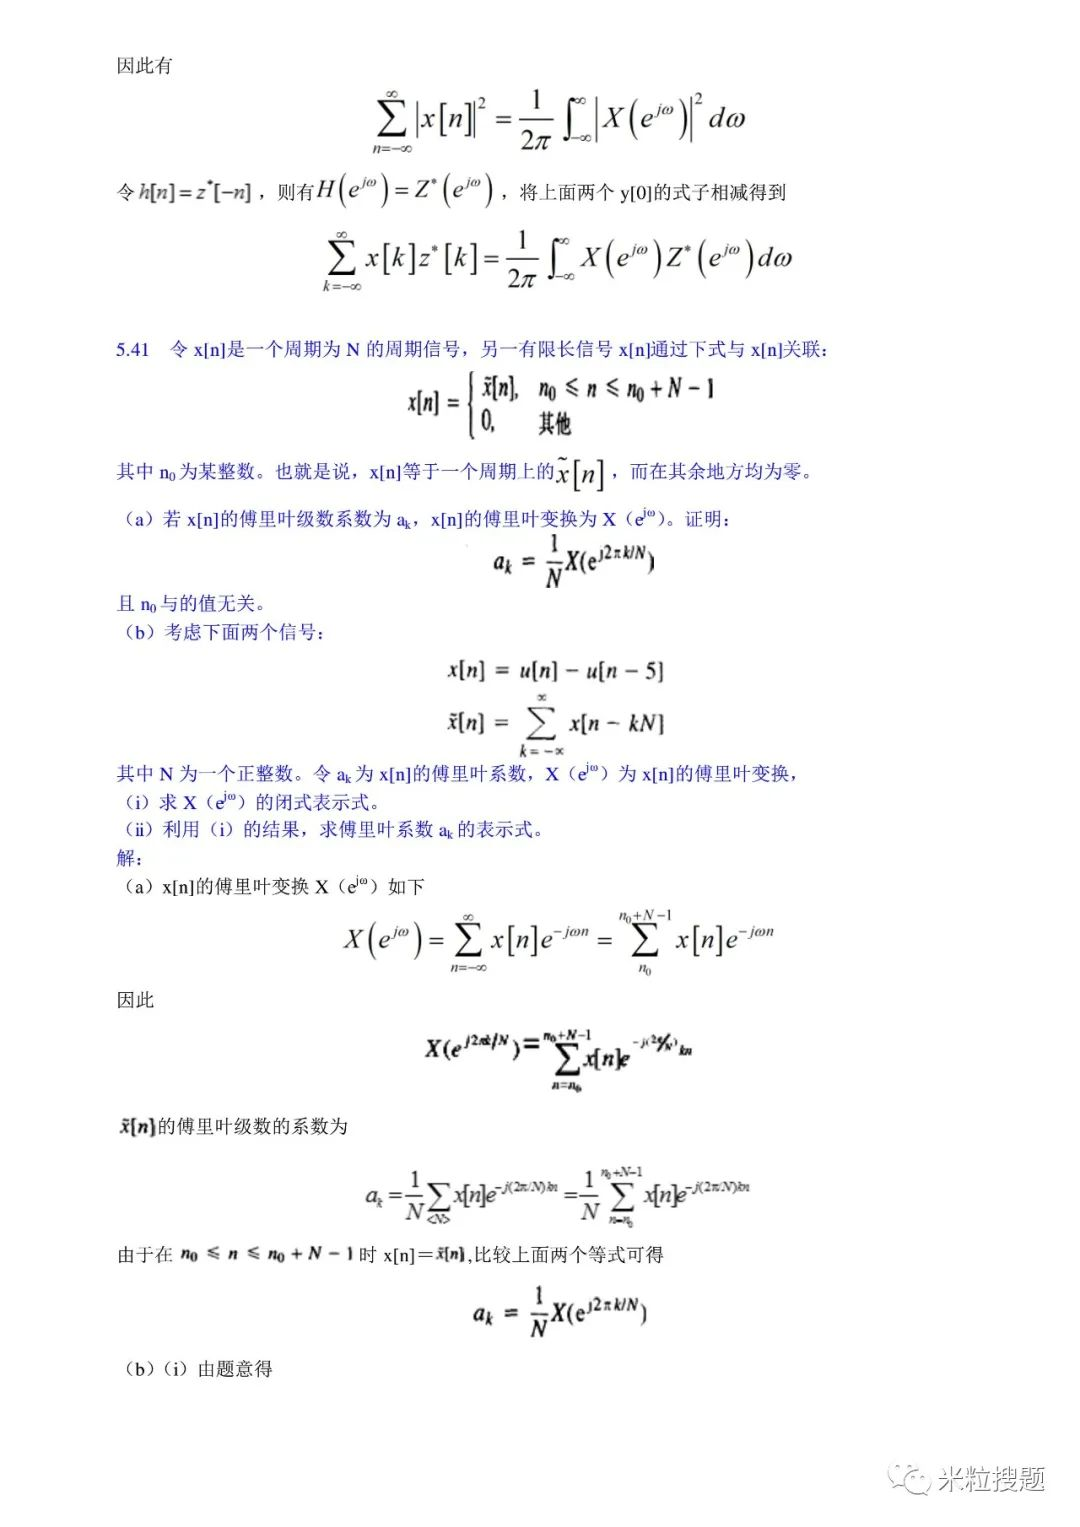 因此有
∑_{n=-∞}^{∞} |x[n]|² = 1/2π ∫_{-∞}^{∞} |X(e^{jω})|² dω
令 h[n] = z*[-n] ，则有 H(e^{jω}) = Z*(e^{jω}) ，将上面两个 y[0]的式子相减得到
∑_{k=-∞}^{∞} x[k]z*[k] = 1/2π ∫_{-∞}^{∞} X(e^{jω})Z*(e^{jω})dω
5.41 令 x[n]是一个周期为 N 的周期信号，另一有限长信号 x[n]通过下式与 x[n]关联：
x[n] = { x̃[n], n₀ ≤ n ≤ n₀ + N − 1
0, 其他
其中 n₀为某整数。也就是说，x[n]等于一个周期上的 x̃[n] ，而在其余地方均为零。
（a）若 x[n]的傅里叶级数系数为 aₖ，x[n]的傅里叶变换为 X（e^{jω}）。证明：
aₖ = 1/N X(e^{j2πk/N})
且 n₀与的值无关。
（b）考虑下面两个信号：
x[n] = u[n] − u[n − 5]
x̃[n] = ∑_{k=-∞}^{∞} x[n − kN]
其中 N 为一个正整数。令 aₖ为 x[n]的傅里叶系数，X（e^{jω}）为 x[n]的傅里叶变换，
（i）求 X（e^{jω}）的闭式表示式。
（ii）利用（i）的结果，求傅里叶系数 aₖ的表示式。
解：
（a）x[n]的傅里叶变换 X（e^{jω}）如下
X(e^{jω}) = ∑_{n=-∞}^{∞} x[n]e^{-jωn} = ∑_{n₀}^{n₀+N-1} x[n]e^{-jωn}
因此
X(e^{j2πk/N}) = ∑_{n=n₀}^{n₀+N-1} x[n]e^{-j(2π/N)kn}
x̃[n]的傅里叶级数的系数为
aₖ = 1/N ∑_{<N>} x[n]e^{-j(2π/N)kn} = 1/N ∑_{n=n₀}^{n₀+N-1} x[n]e^{-j(2π/N)kn}
由于在 n₀ ≤ n ≤ n₀ + N − 1 时 x[n]＝x̃[n],比较上面两个等式可得
aₖ = 1/N X(e^{j2πk/N})
（b）（i）由题意得
米粒搜题